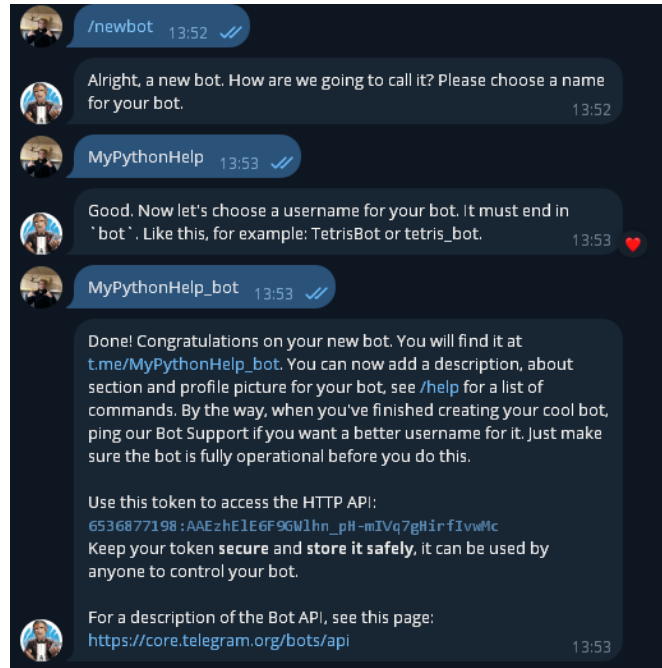 /newbot 13:52
Alright, a new bot. How are we going to call it? Please choose a name
for your bot.
13:52
MyPythonHelp 13:53
Good. Now let's choose a username for your bot. It must end in
`bot`. Like this, for example: TetrisBot or tetris_bot.
13:53
MyPythonHelp_bot 13:53
Done! Congratulations on your new bot. You will find it at
t.me/MyPythonHelp_bot. You can now add a description, about
section and profile picture for your bot, see /help for a list of
commands. By the way, when you've finished creating your cool bot,
ping our Bot Support if you want a better username for it. Just make
sure the bot is fully operational before you do this.
Use this token to access the HTTP API:
6536877198:AAEzhElE6F9GWlhn_pH-mIVq7gHirfIvwMc
Keep your token secure and store it safely, it can be used by
anyone to control your bot.
For a description of the Bot API, see this page:
https://core.telegram.org/bots/api
13:53